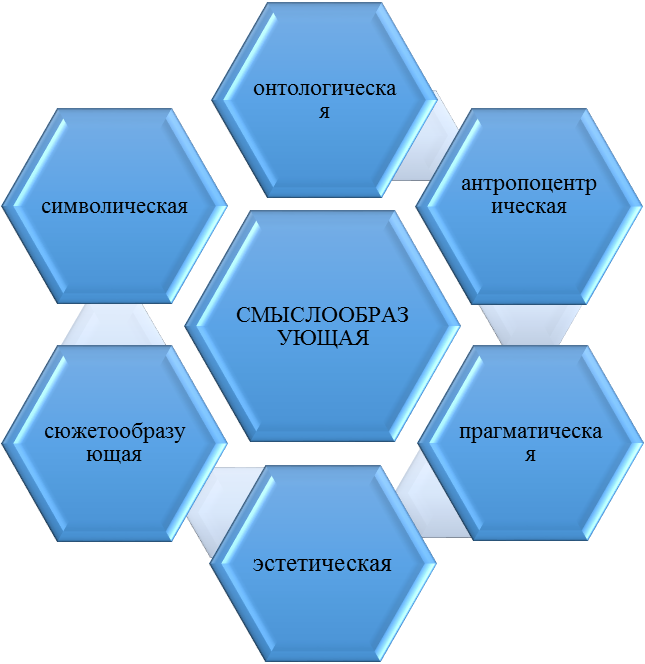 онтологическа
я
антропоцентр
ическая
символическая
СМЫСЛООБРАЗ
УЮЩАЯ
сюжетообразу
ющая
прагматическа
я
эстетическая